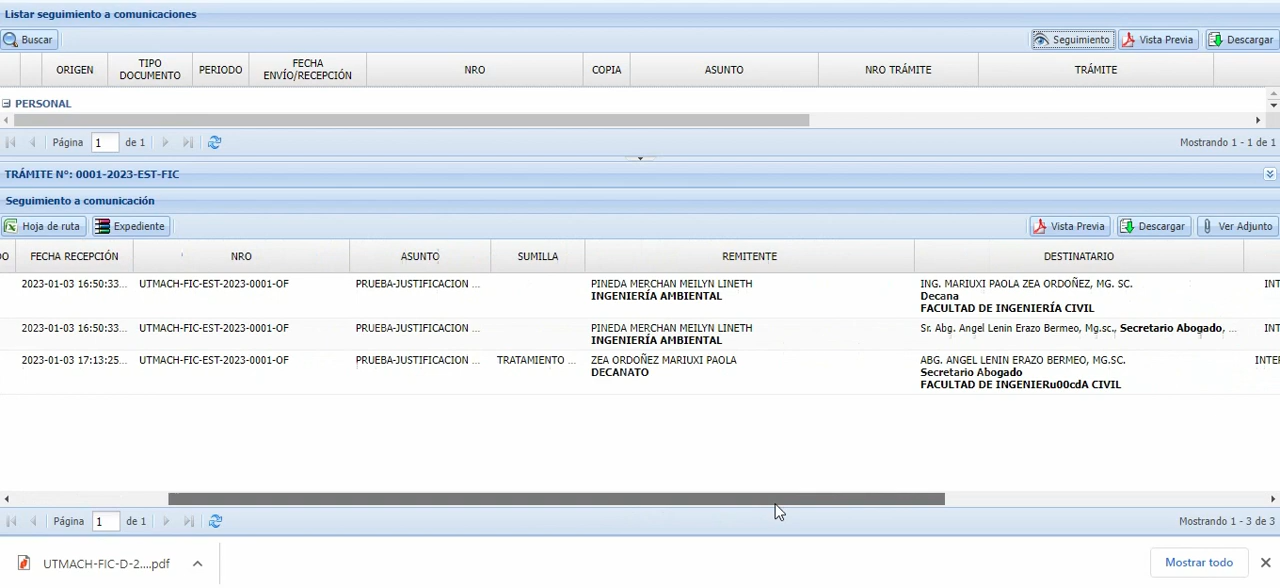 Listar seguimiento a comunicaciones
Buscar Seguimiento Vista Previa Descargar
ORIGEN TIPO DOCUMENTO PERIODO FECHA ENVÍO/RECEPCIÓN NRO COPIA ASUNTO NRO TRÁMITE TRÁMITE
PERSONAL
Página 1 de 1 Mostrando 1 - 1 de 1
TRÁMITE N°: 0001-2023-EST-FIC
Seguimiento a comunicación
Hoja de ruta Expediente Vista Previa Descargar Ver Adjunto
DO FECHA RECEPCIÓN NRO ASUNTO SUMILLA REMITENTE DESTINATARIO
2023-01-03 16:50:33... UTMACH-FIC-EST-2023-0001-OF PRUEBA-JUSTIFICACION ... PINEDA MERCHAN MEILYN LINETH ING. MARIUXI PAOLA ZEA ORDOÑEZ, MG. SC. INT
INGENIERÍA AMBIENTAL Decana
FACULTAD DE INGENIERÍA CIVIL
2023-01-03 16:50:33... UTMACH-FIC-EST-2023-0001-OF PRUEBA-JUSTIFICACION ... PINEDA MERCHAN MEILYN LINETH Sr. Abg. Angel Lenin Erazo Bermeo, Mg.sc., Secretario Abogado, ... INT
INGENIERÍA AMBIENTAL
2023-01-03 17:13:25... UTMACH-FIC-EST-2023-0001-OF PRUEBA-JUSTIFICACION ... TRATAMIENTO ... ZEA ORDOÑEZ MARIUXI PAOLA ABG. ANGEL LENIN ERAZO BERMEO, MG.SC. INTER
DECANATO Secretario Abogado
FACULTAD DE INGENIERu00cdA CIVIL
Página 1 de 1 Mostrando 1 - 3 de 3
UTMACH-FIC-D-2....pdf Mostrar todo